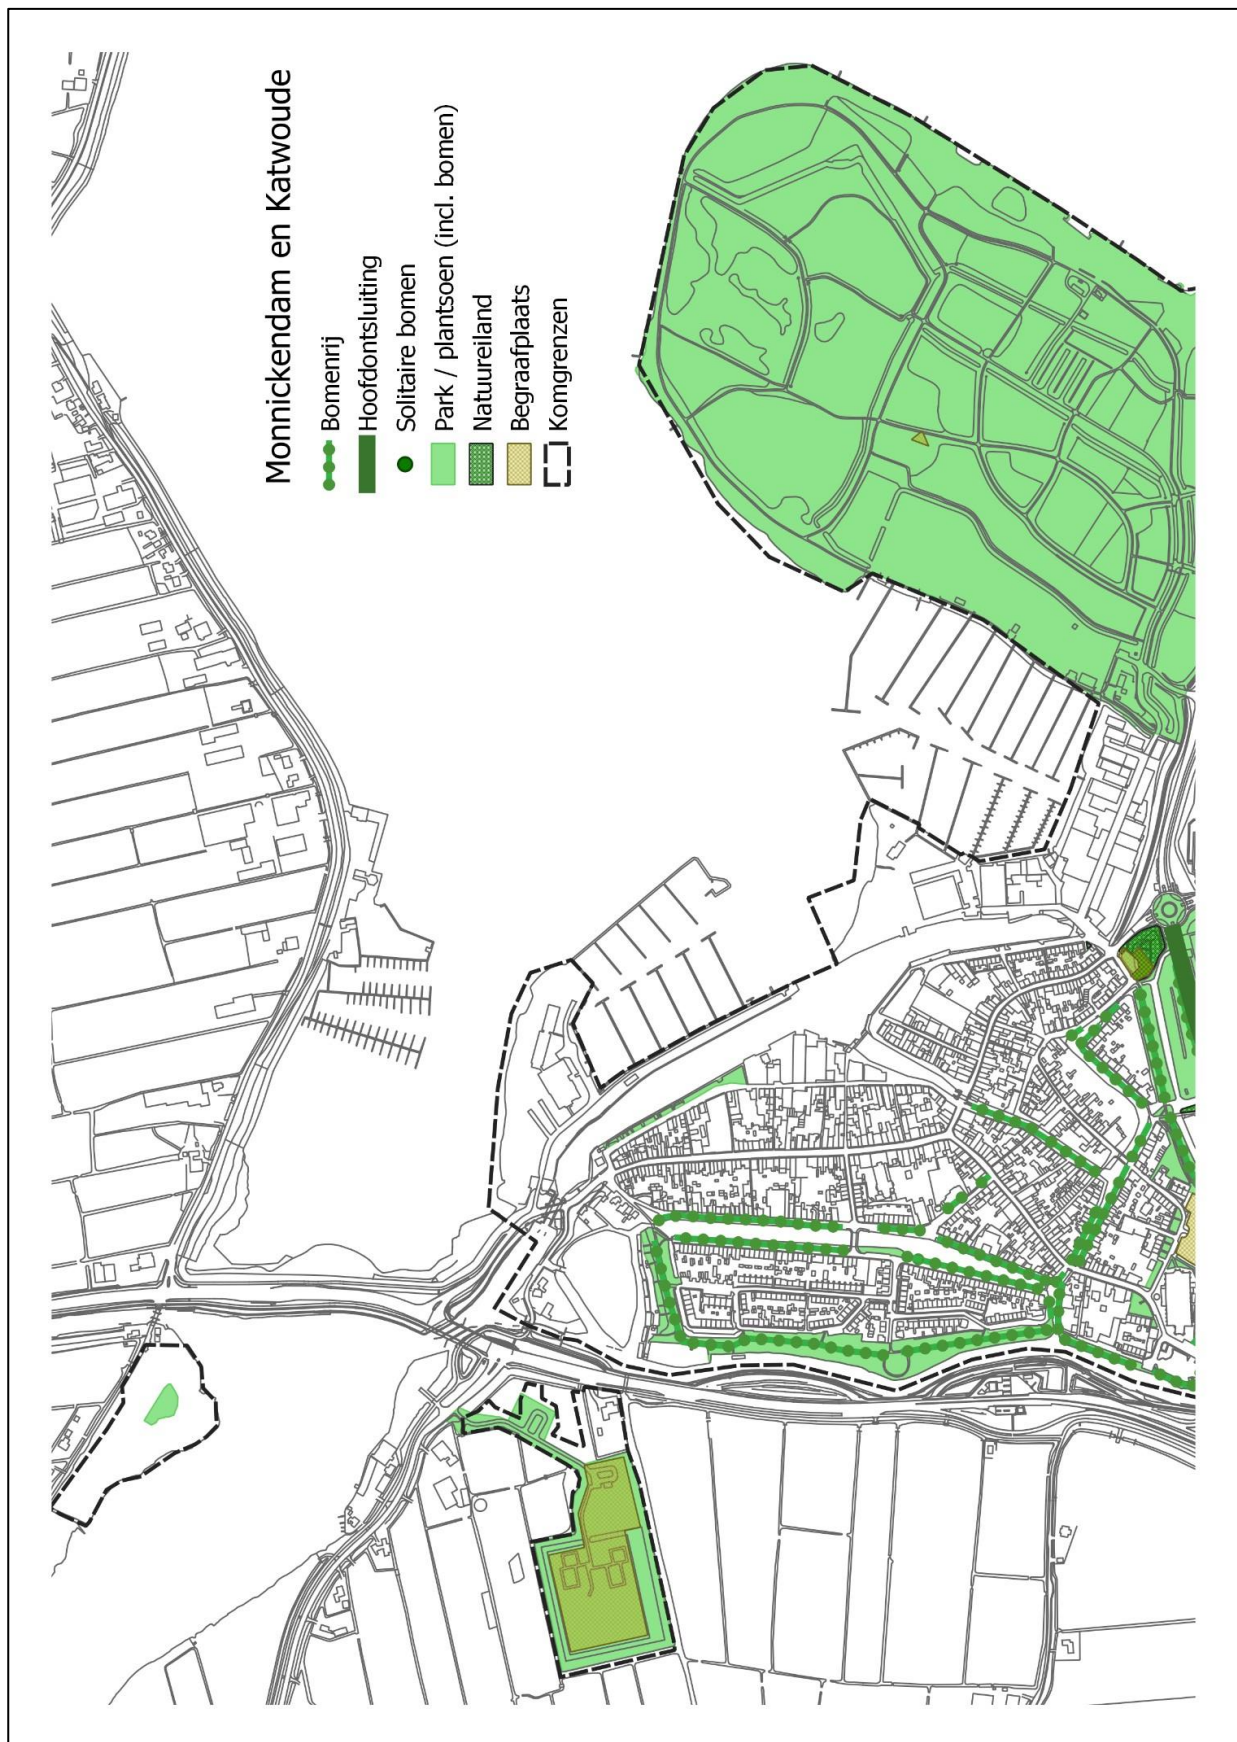 Monnickendam en Katwoude
Bomenrij
Hoofdontsluiting
Solitaire bomen
Park / plantsoen (incl. bomen)
Natuureiland
Begraafplaats
Komgrenzen